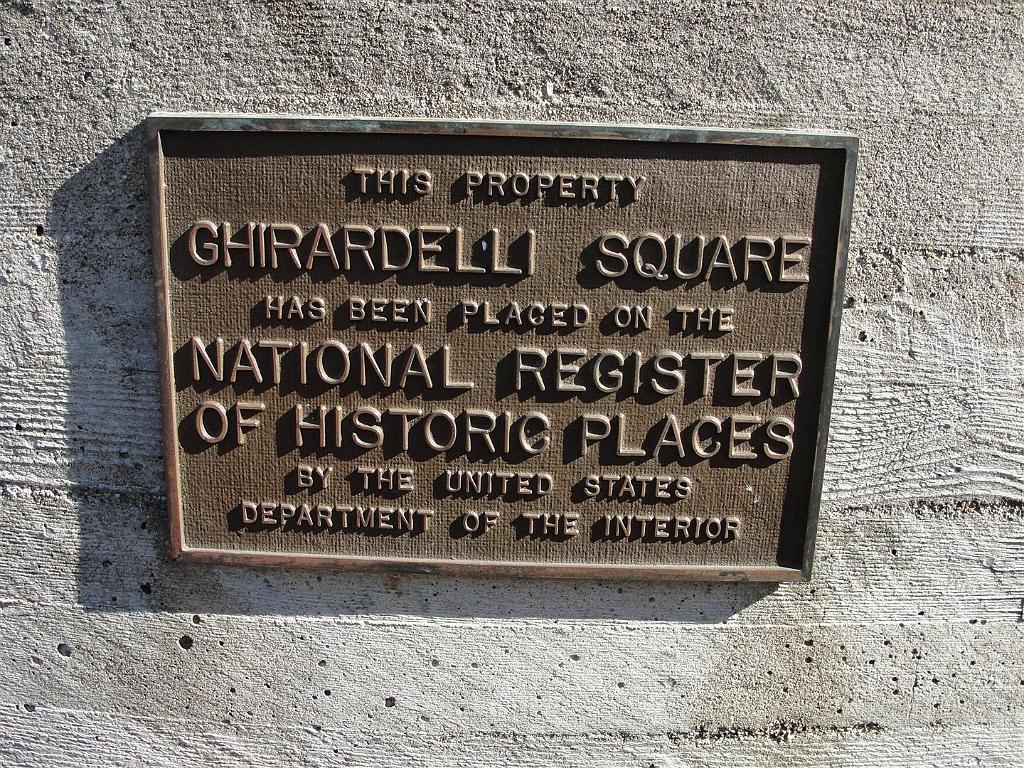 THIS PROPERTY
GHIRARDELLI SQUARE
HAS BEEN PLACED ON THE
NATIONAL REGISTER
OF HISTORIC PLACES
BY THE UNITED STATES
DEPARTMENT OF THE INTERIOR